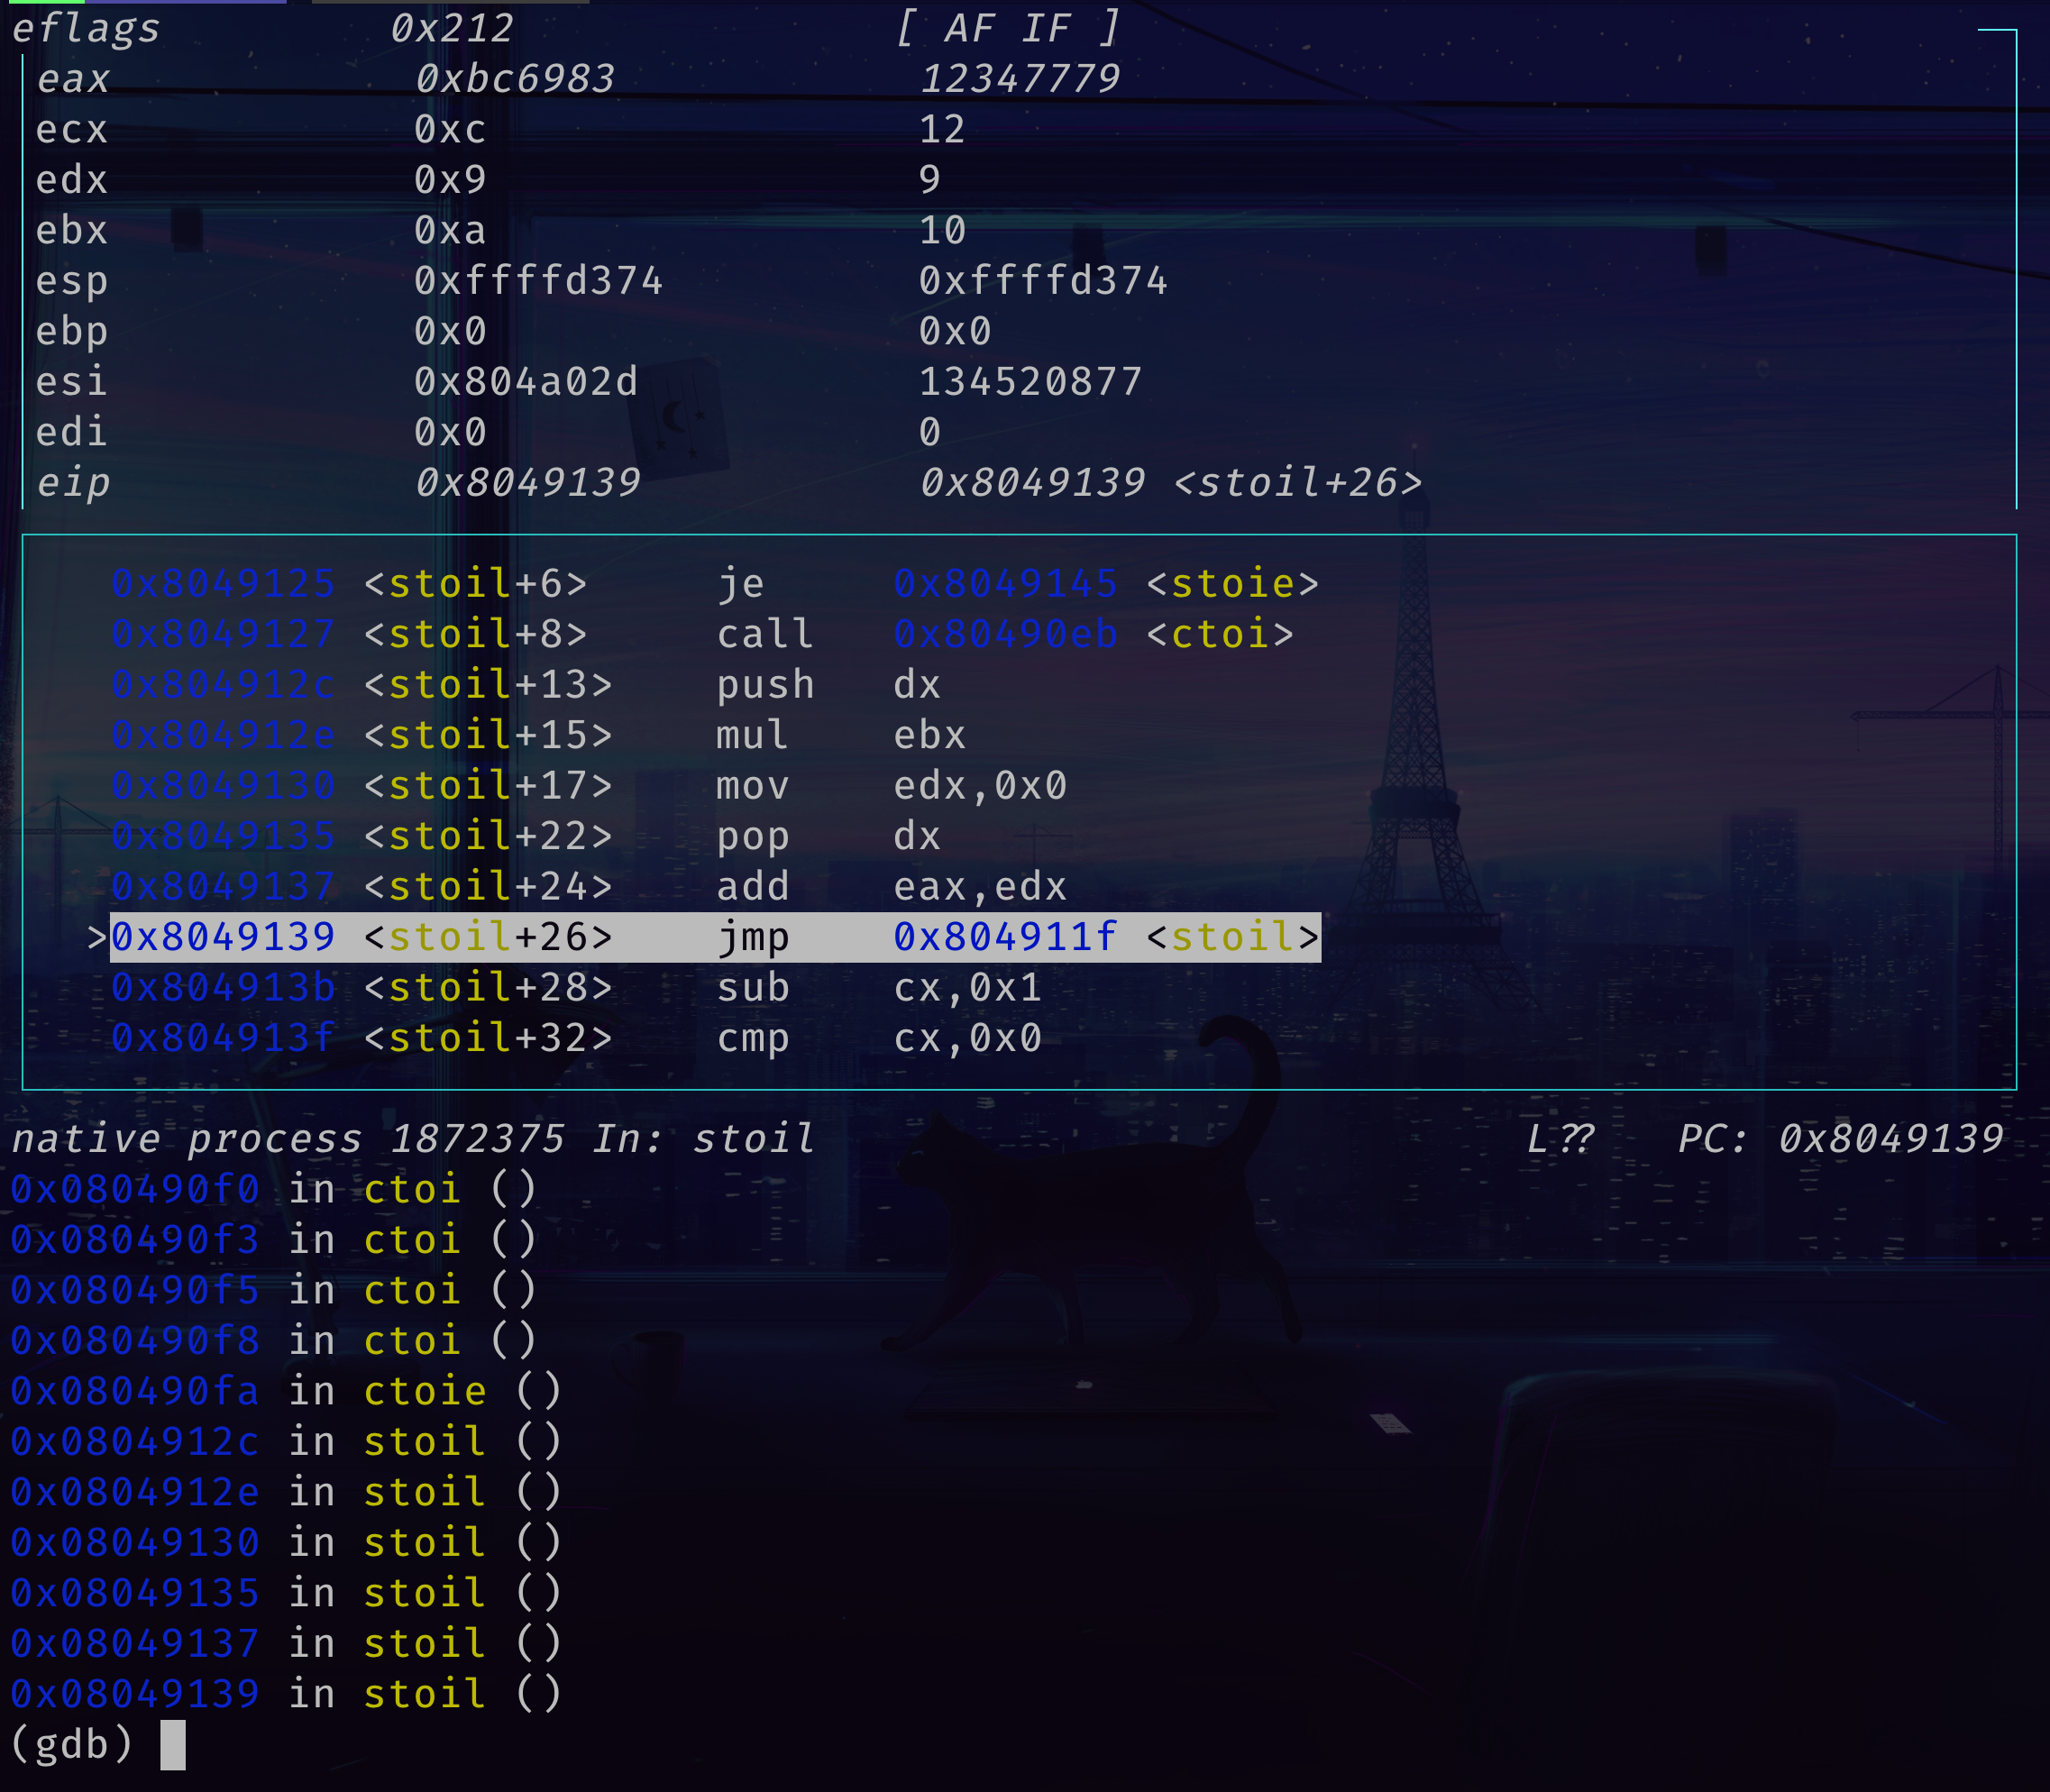 eflags 0x212 [ AF IF ]
eax 0xbc6983 12347779
ecx 0xc 12
edx 0x9 9
ebx 0xa 10
esp 0xffffd374 0xffffd374
ebp 0x0 0x0
esi 0x804a02d 134520877
edi 0x0 0
eip 0x8049139 0x8049139 <stoil+26>
0x8049125 <stoil+6> je 0x8049145 <stoie>
0x8049127 <stoil+8> call 0x80490eb <ctoi>
0x804912c <stoil+13> push dx
0x804912e <stoil+15> mul ebx
0x8049130 <stoil+17> mov edx,0x0
0x8049135 <stoil+22> pop dx
0x8049137 <stoil+24> add eax,edx
>0x8049139 <stoil+26> jmp 0x804911f <stoil>
0x804913b <stoil+28> sub cx,0x1
0x804913f <stoil+32> cmp cx,0x0
native process 1872375 In: stoil L?? PC: 0x8049139
0x080490f0 in ctoi ()
0x080490f3 in ctoi ()
0x080490f5 in ctoi ()
0x080490f8 in ctoi ()
0x080490fa in ctoie ()
0x0804912c in stoil ()
0x0804912e in stoil ()
0x08049130 in stoil ()
0x08049135 in stoil ()
0x08049137 in stoil ()
0x08049139 in stoil ()
(gdb)